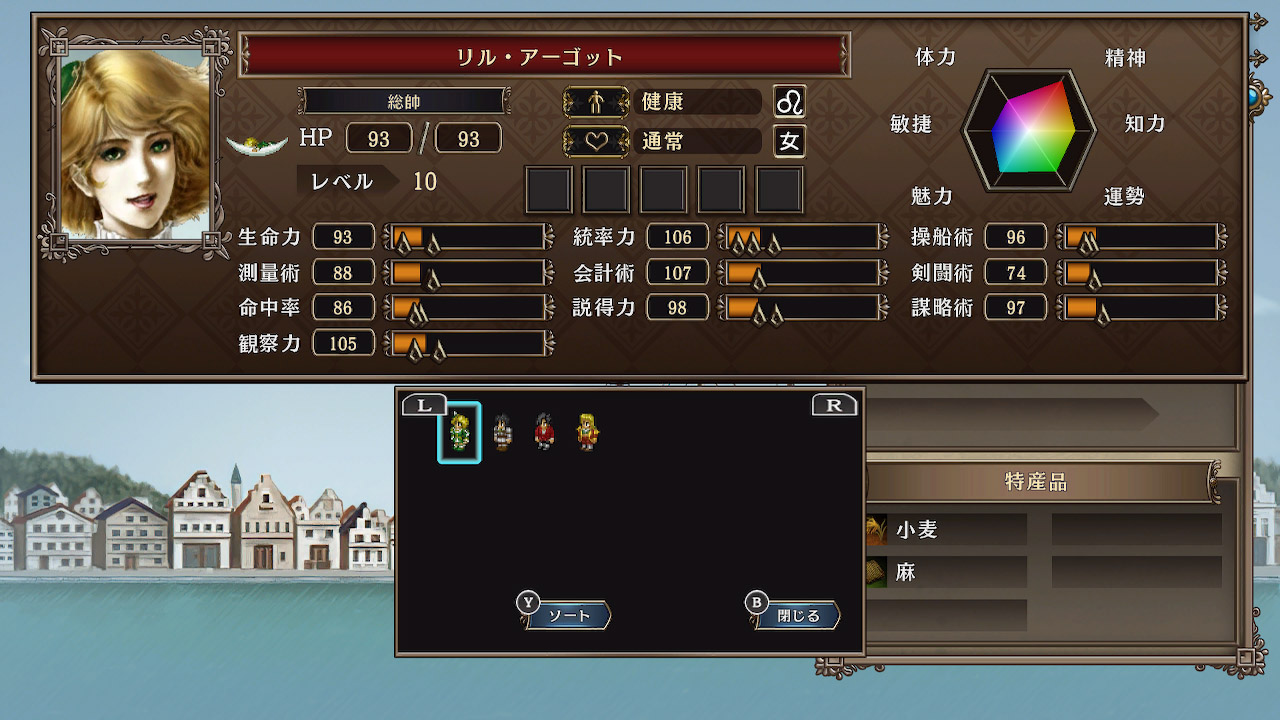 リル・アーゴット
総帥
健康
♌
HP 93 / 93
通常
女
レベル 10
体力
精神
敏捷
知力
魅力
運勢
生命力 93
統率力 106
操船術 96
測量術 88
会計術 107
剣闘術 74
命中率 86
説得力 98
謀略術 97
観察力 105
L
R
特産品
小麦
麻
Y ソート
B 閉じる